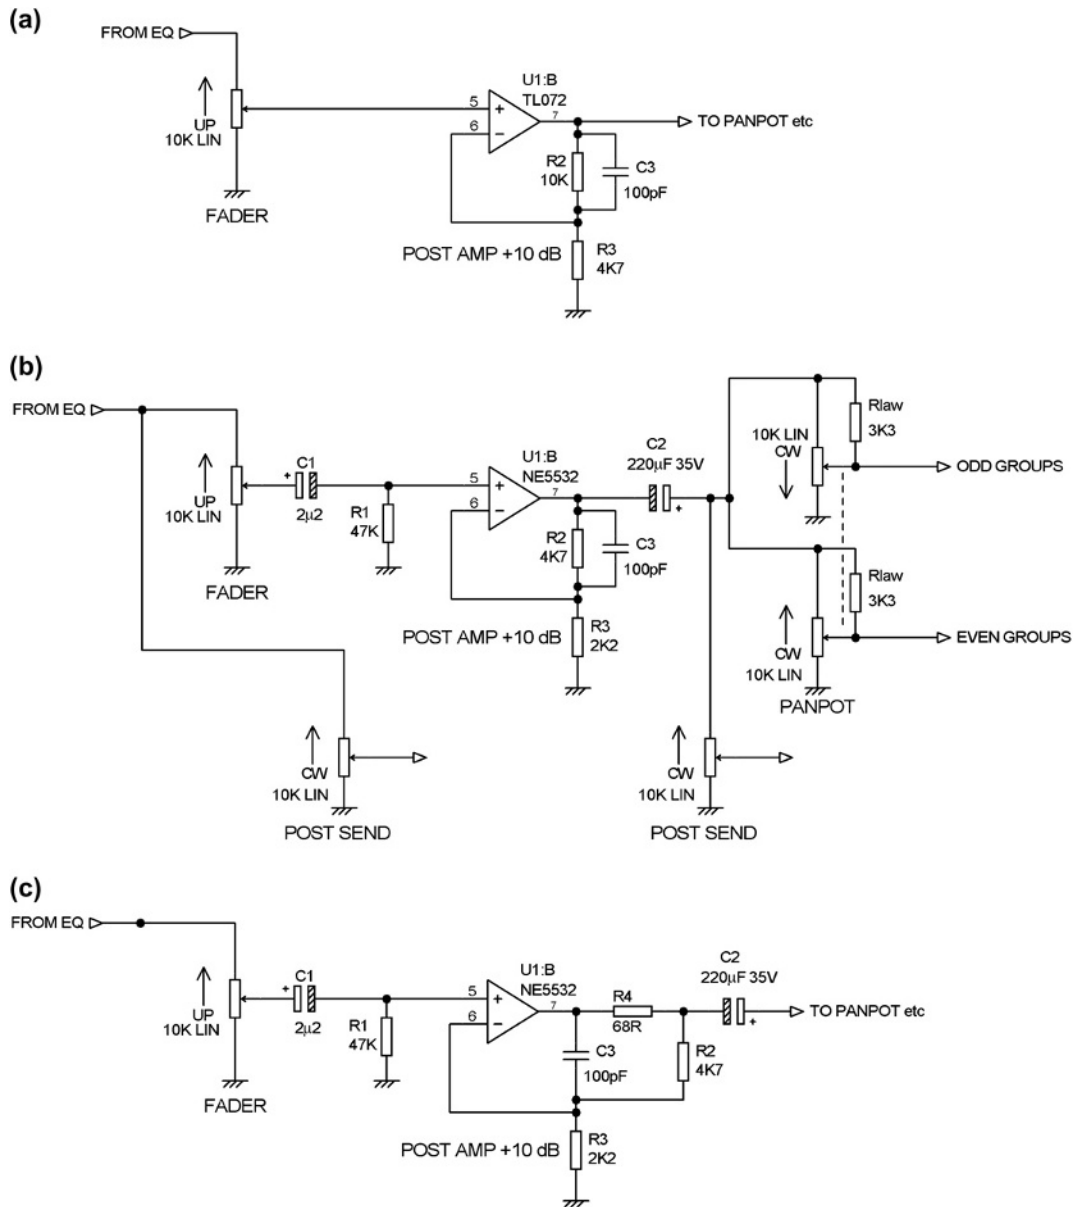 (a)
FROM EQ
UP
10K LIN
FADER
5
6
7
U1:B
TL072
TO PANPOT etc
R2
10K
C3
100pF
POST AMP +10 dB
R3
4K7
(b)
FROM EQ
UP
10K LIN
FADER
C1
+
2µ2
R1
47K
U1:B
NE5532
5
6
7
+
−
R2
4K7
C3
100pF
POST AMP +10 dB
R3
2K2
C2
220µF 35V
+
10K LIN
CW
Rlaw
3K3
ODD GROUPS
Rlaw
3K3
EVEN GROUPS
CW
10K LIN
PANPOT
CW
10K LIN
POST SEND
CW
10K LIN
POST SEND
(c)
FROM EQ
UP
10K LIN
FADER
C1
+
2µ2
R1
47K
U1:B
NE5532
5
6
7
+
−
R4
68R
C2
220µF 35V
+
TO PANPOT etc
C3
100pF
R2
4K7
POST AMP +10 dB
R3
2K2